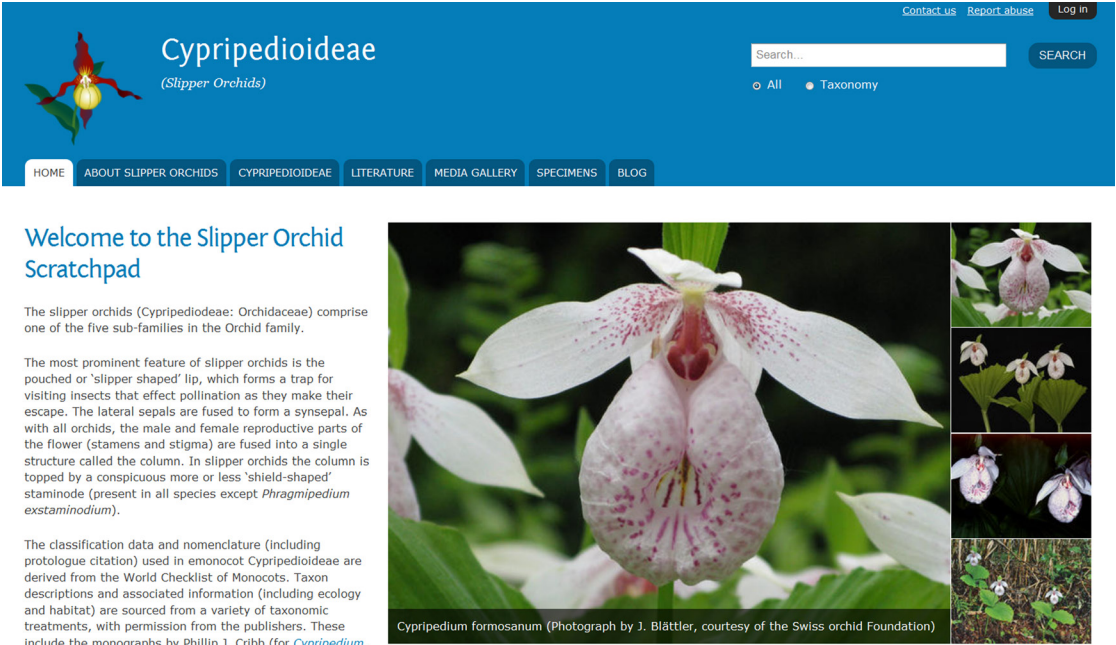 Contact us Report abuse Log in
Cypripedioideae
(Slipper Orchids)
Search...
SEARCH
All Taxonomy
HOME ABOUT SLIPPER ORCHIDS CYPRIPEDIOIDEAE LITERATURE MEDIA GALLERY SPECIMENS BLOG
Welcome to the Slipper Orchid
Scratchpad
The slipper orchids (Cypripediodeae: Orchidaceae) comprise
one of the five sub-families in the Orchid family.
The most prominent feature of slipper orchids is the
pouched or ‘slipper shaped’ lip, which forms a trap for
visiting insects that effect pollination as they make their
escape. The lateral sepals are fused to form a synsepal. As
with all orchids, the male and female reproductive parts of
the flower (stamens and stigma) are fused into a single
structure called the column. In slipper orchids the column is
topped by a conspicuous more or less ‘shield-shaped’
staminode (present in all species except Phragmipedium
exstaminodium).
The classification data and nomenclature (including
protologue citation) used in emonocot Cypripedioideae are
derived from the World Checklist of Monocots. Taxon
descriptions and associated information (including ecology
and habitat) are sourced from a variety of taxonomic
treatments, with permission from the publishers. These
include the monographs by Phillip J. Cribb (for Cypripedium
Cypripedium formosanum (Photograph by J. Blättler, courtesy of the Swiss orchid Foundation)